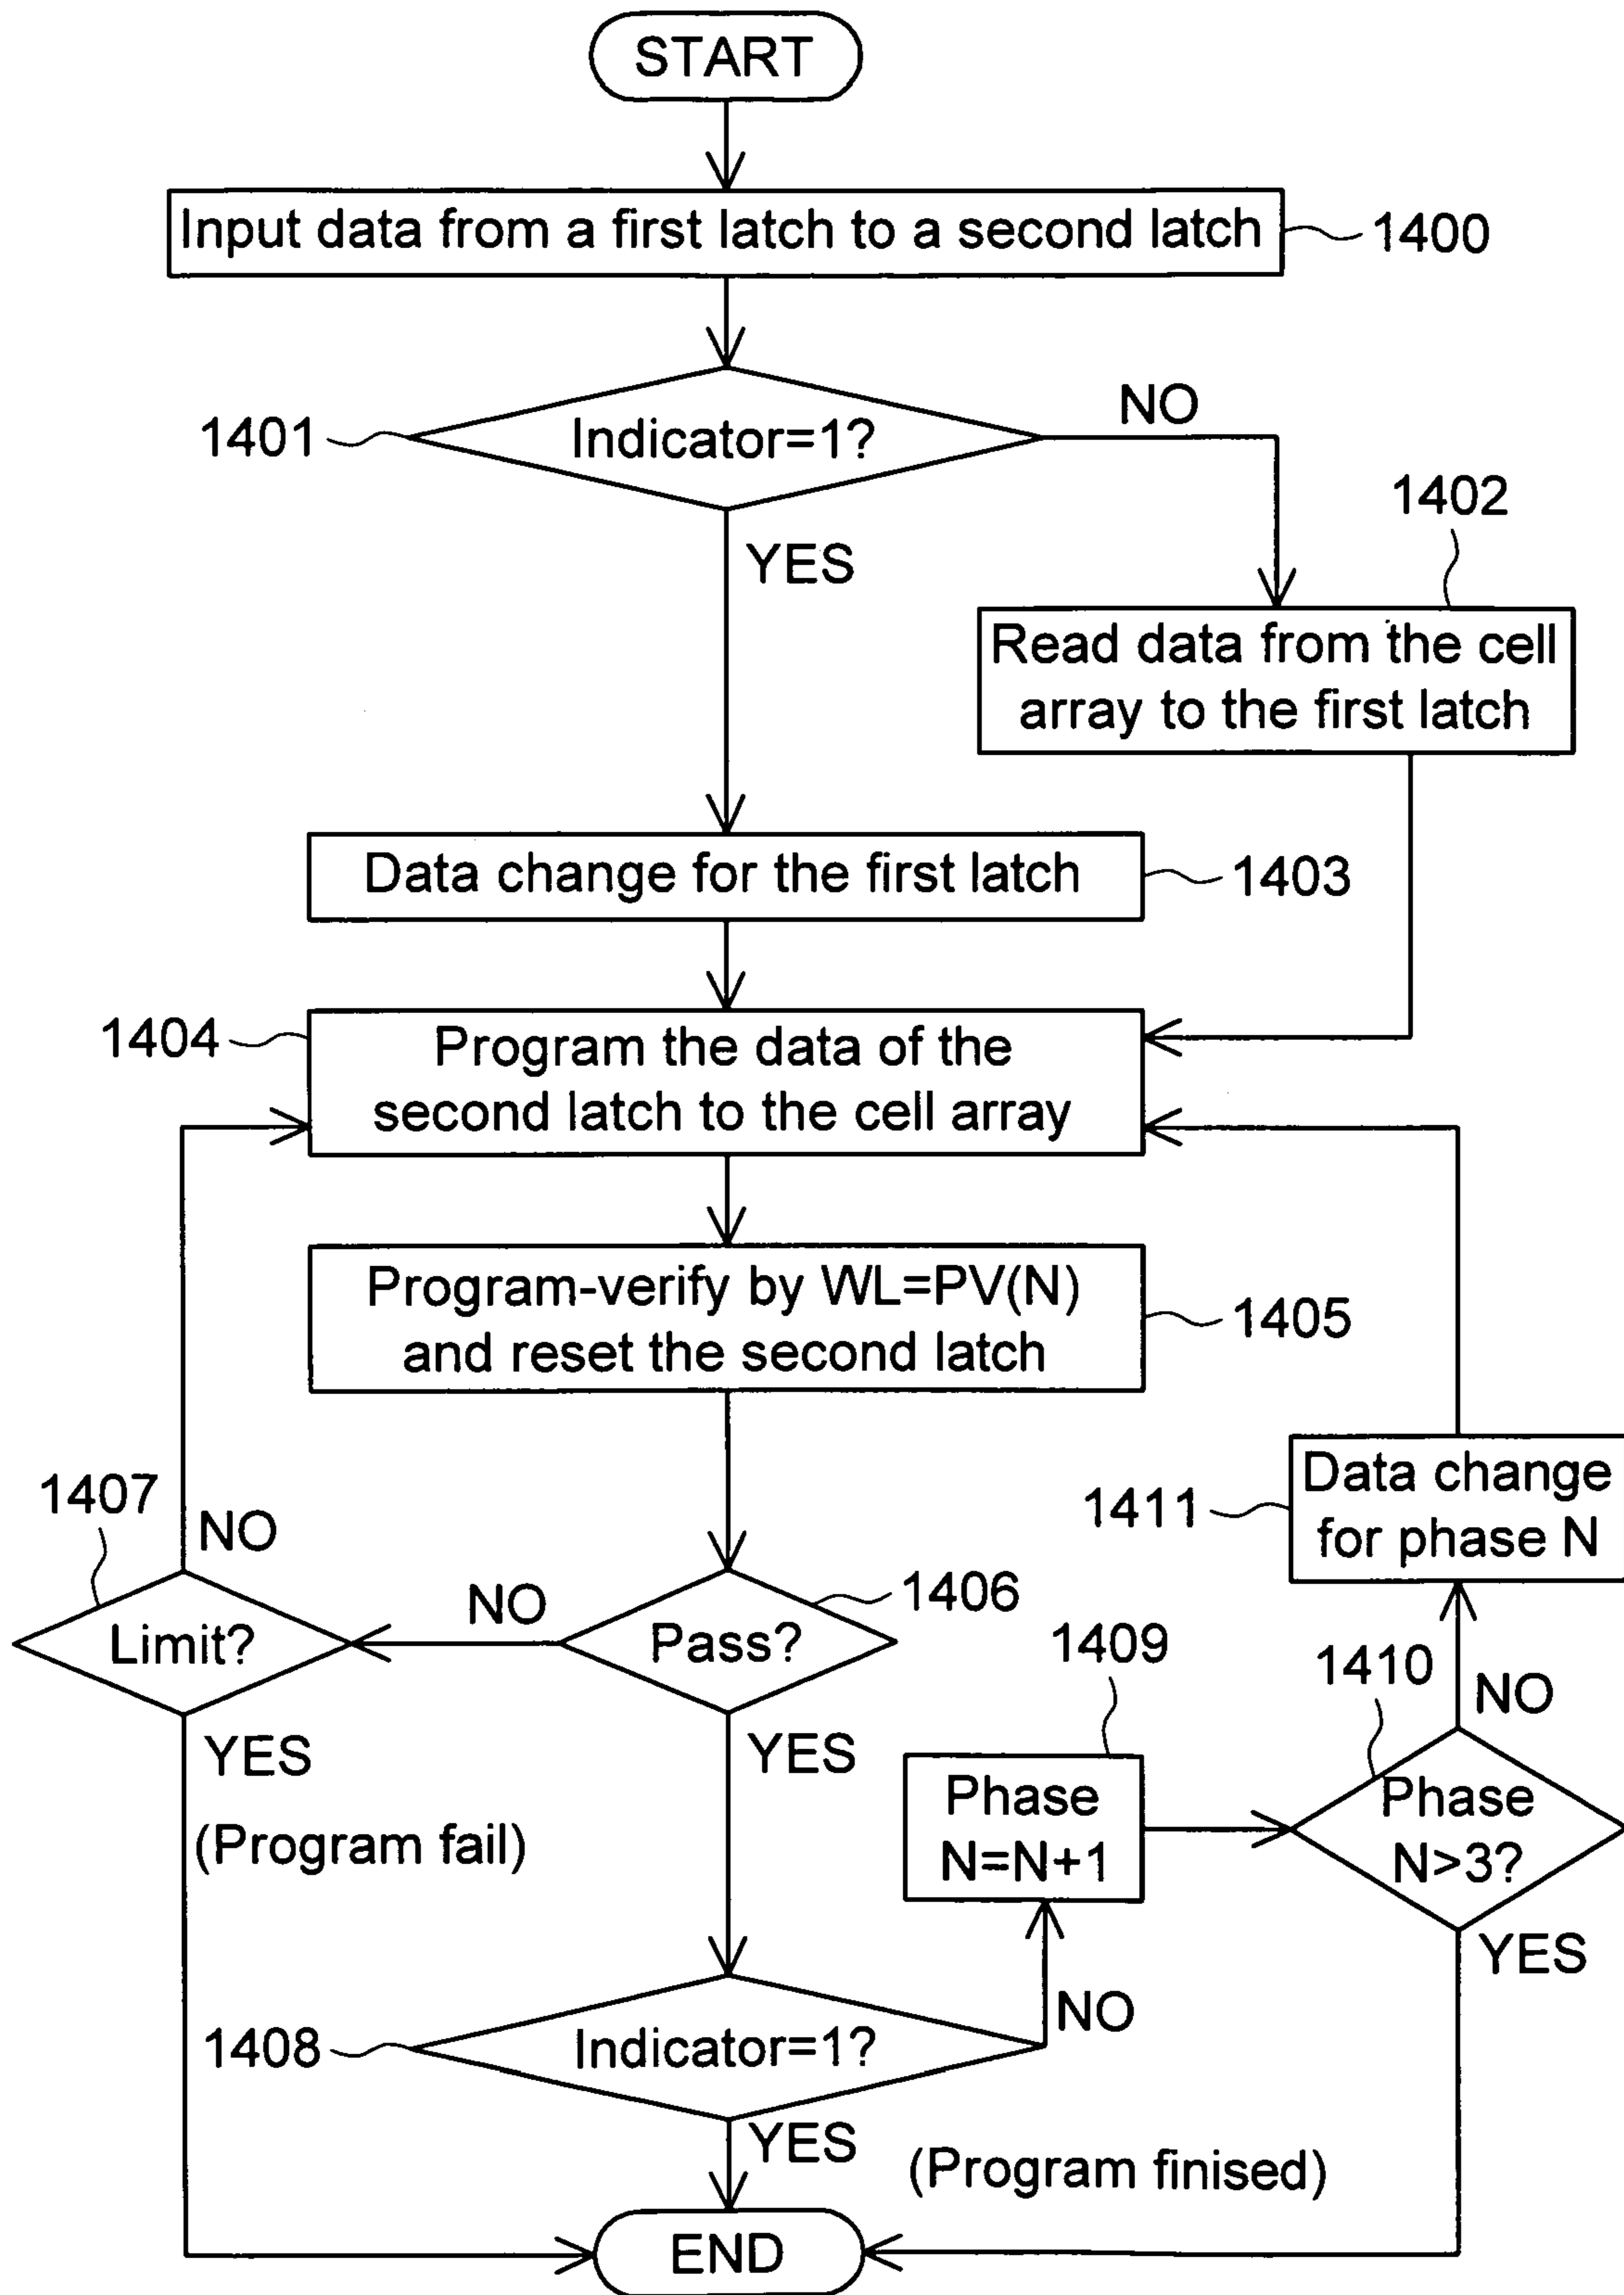 START
Input data from a first latch to a second latch
1400
1401
Indicator=1?
NO
YES
1402
Read data from the cell
array to the first latch
Data change for the first latch
1403
1404
Program the data of the
second latch to the cell array
Program-verify by WL=PV(N)
and reset the second latch
1405
1407
NO
Limit?
NO
1406
Pass?
YES
(Program fail)
YES
1411
Data change
for phase N
1409
Phase
N=N+1
1410
NO
Phase
N>3?
YES
1408
Indicator=1?
NO
YES
(Program finised)
END